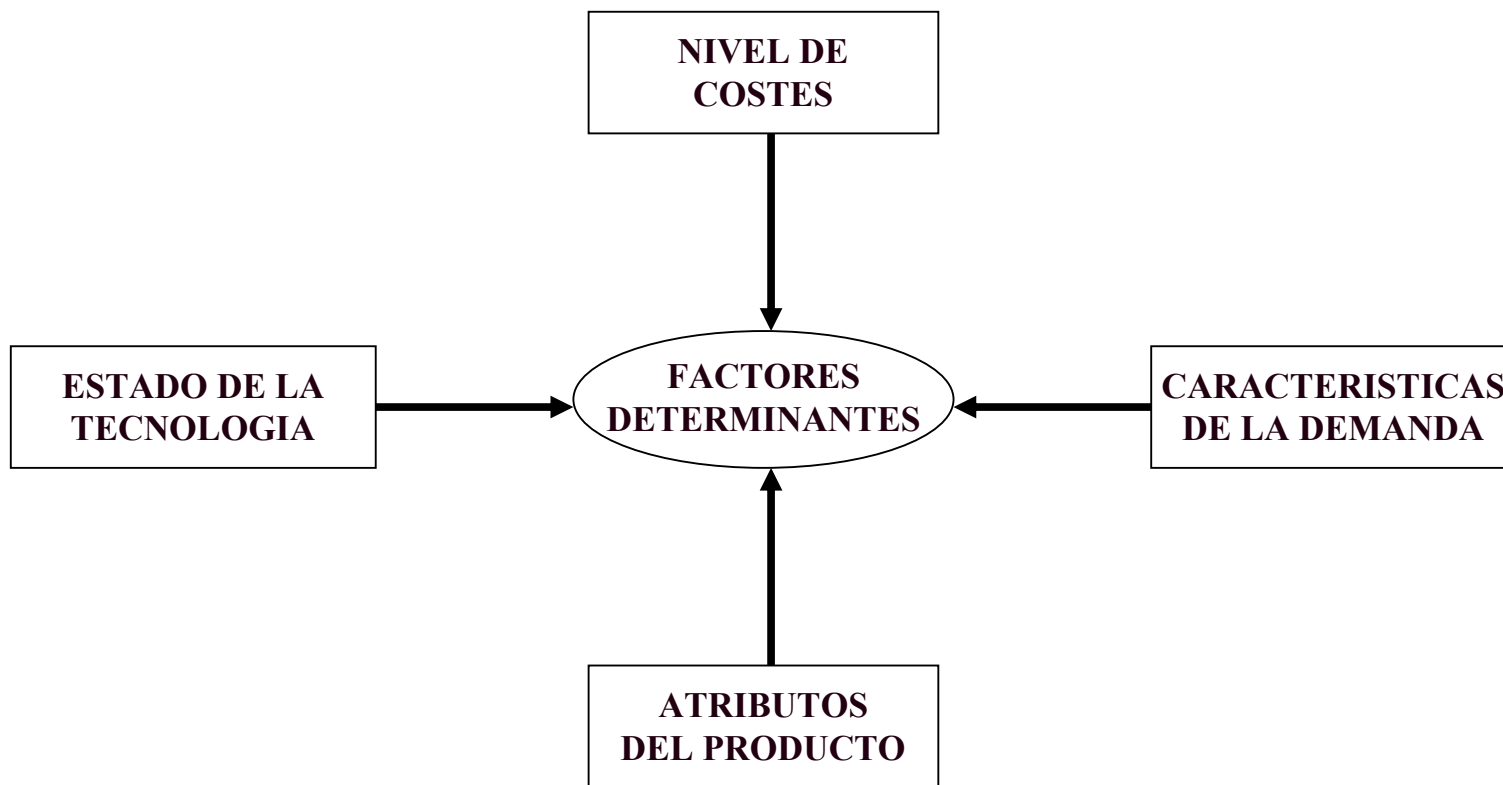 NIVEL DE
COSTES
ESTADO DE LA
TECNOLOGIA
FACTORES
DETERMINANTES
CARACTERISTICAS
DE LA DEMANDA
ATRIBUTOS
DEL PRODUCTO